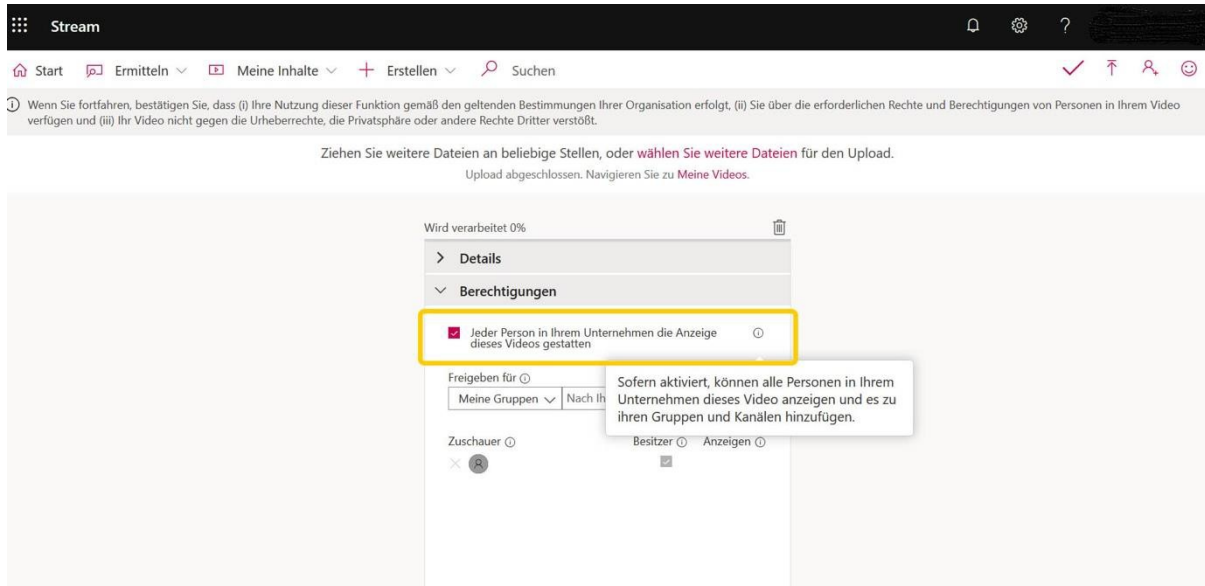 Stream
?
Start Ermitteln Meine Inhalte Erstellen Suchen
Wenn Sie fortfahren, bestätigen Sie, dass (i) Ihre Nutzung dieser Funktion gemäß den geltenden Bestimmungen Ihrer Organisation erfolgt, (ii) Sie über die erforderlichen Rechte und Berechtigungen von Personen in Ihrem Video
verfügen und (iii) Ihr Video nicht gegen die Urheberrechte, die Privatsphäre oder andere Rechte Dritter verstößt.
Ziehen Sie weitere Dateien an beliebige Stellen, oder wählen Sie weitere Dateien für den Upload.
Upload abgeschlossen. Navigieren Sie zu Meine Videos.
Wird verarbeitet 0%
Details
Berechtigungen
Jeder Person in Ihrem Unternehmen die Anzeige
dieses Videos gestatten
Freigeben für
Meine Gruppen Nach Ih
Sofern aktiviert, können alle Personen in Ihrem
Unternehmen dieses Video anzeigen und es zu
ihren Gruppen und Kanälen hinzufügen.
Zuschauer Besitzer Anzeigen